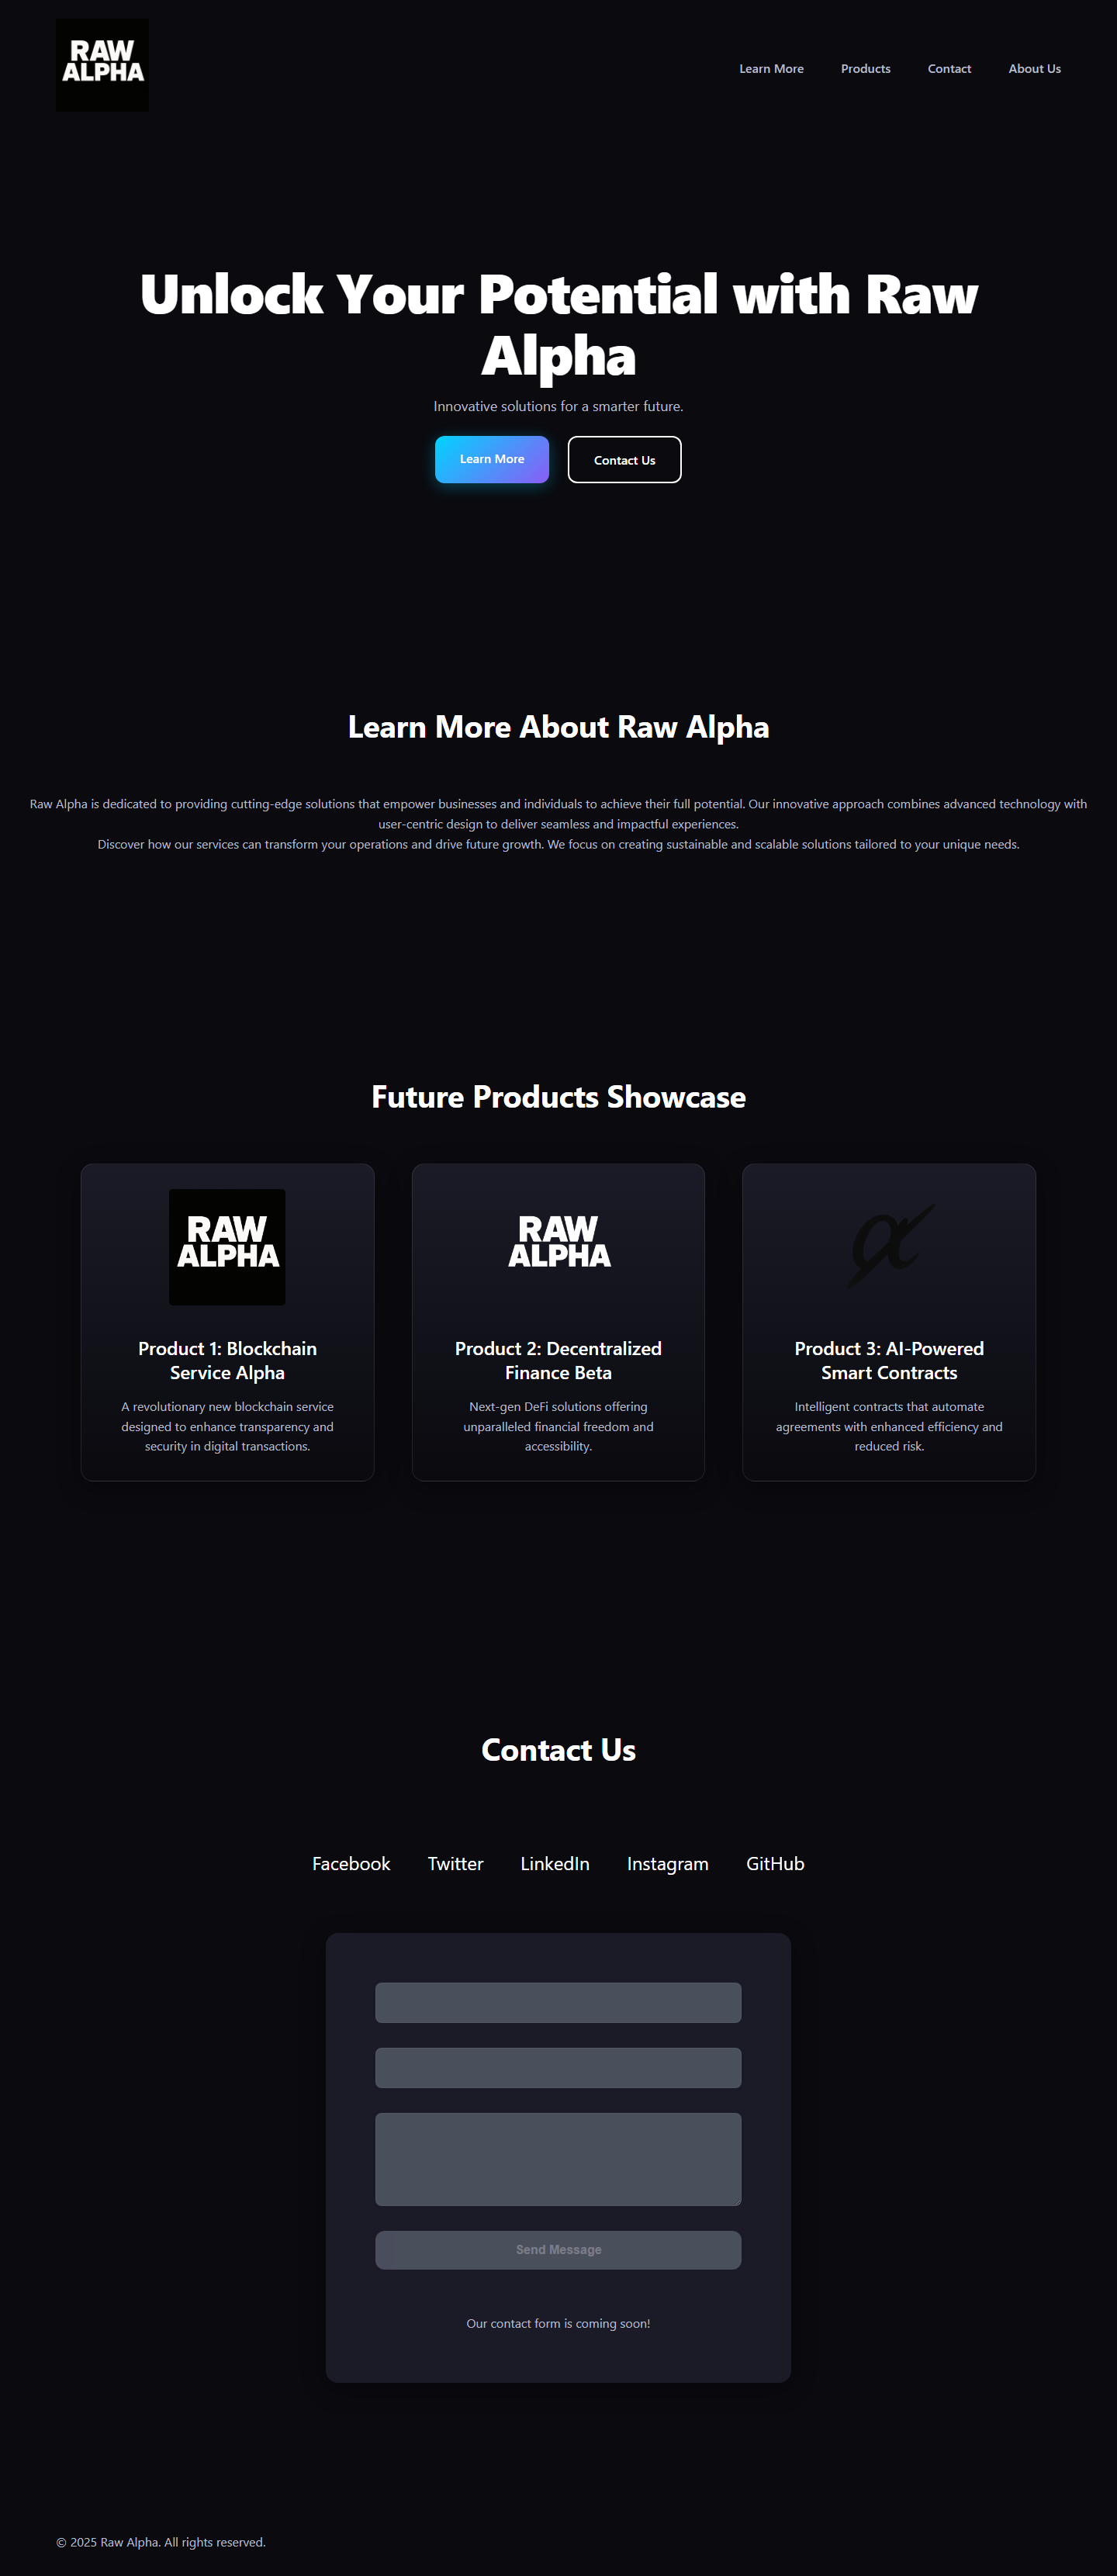 RAW
ALPHA
Learn More
Products
Contact
About Us
Unlock Your Potential with Raw
Alpha
Innovative solutions for a smarter future.
Learn More
Contact Us
Learn More About Raw Alpha
Raw Alpha is dedicated to providing cutting-edge solutions that empower businesses and individuals to achieve their full potential. Our innovative approach combines advanced technology with
user-centric design to deliver seamless and impactful experiences.
Discover how our services can transform your operations and drive future growth. We focus on creating sustainable and scalable solutions tailored to your unique needs.
Future Products Showcase
RAW
ALPHA
Product 1: Blockchain
Service Alpha
A revolutionary new blockchain service
designed to enhance transparency and
security in digital transactions.
RAW
ALPHA
Product 2: Decentralized
Finance Beta
Next-gen DeFi solutions offering
unparalleled financial freedom and
accessibility.
α
Product 3: AI-Powered
Smart Contracts
Intelligent contracts that automate
agreements with enhanced efficiency and
reduced risk.
Contact Us
Facebook
Twitter
LinkedIn
Instagram
GitHub
Send Message
Our contact form is coming soon!
© 2025 Raw Alpha. All rights reserved.